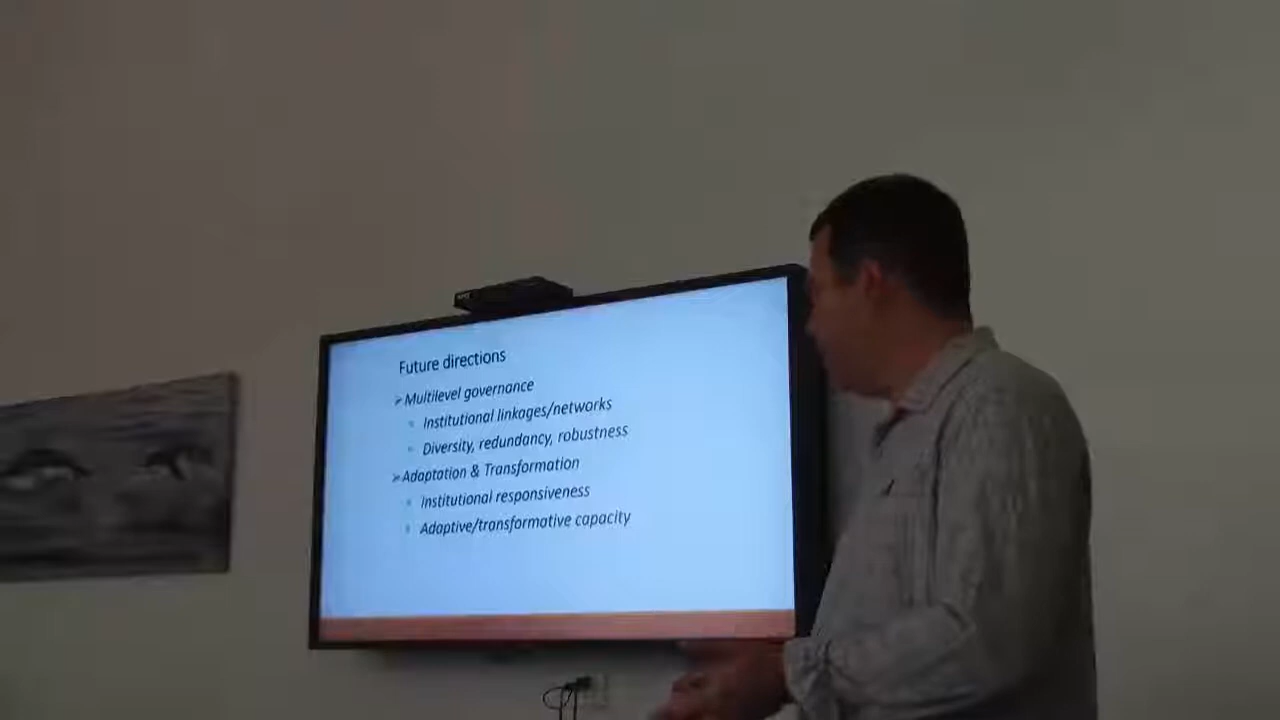 Future directions
➢Multilevel governance
▪ Institutional linkages/networks
▪ Diversity, redundancy, robustness
➢Adaptation & Transformation
▪ Institutional responsiveness
▪ Adaptive/transformative capacity